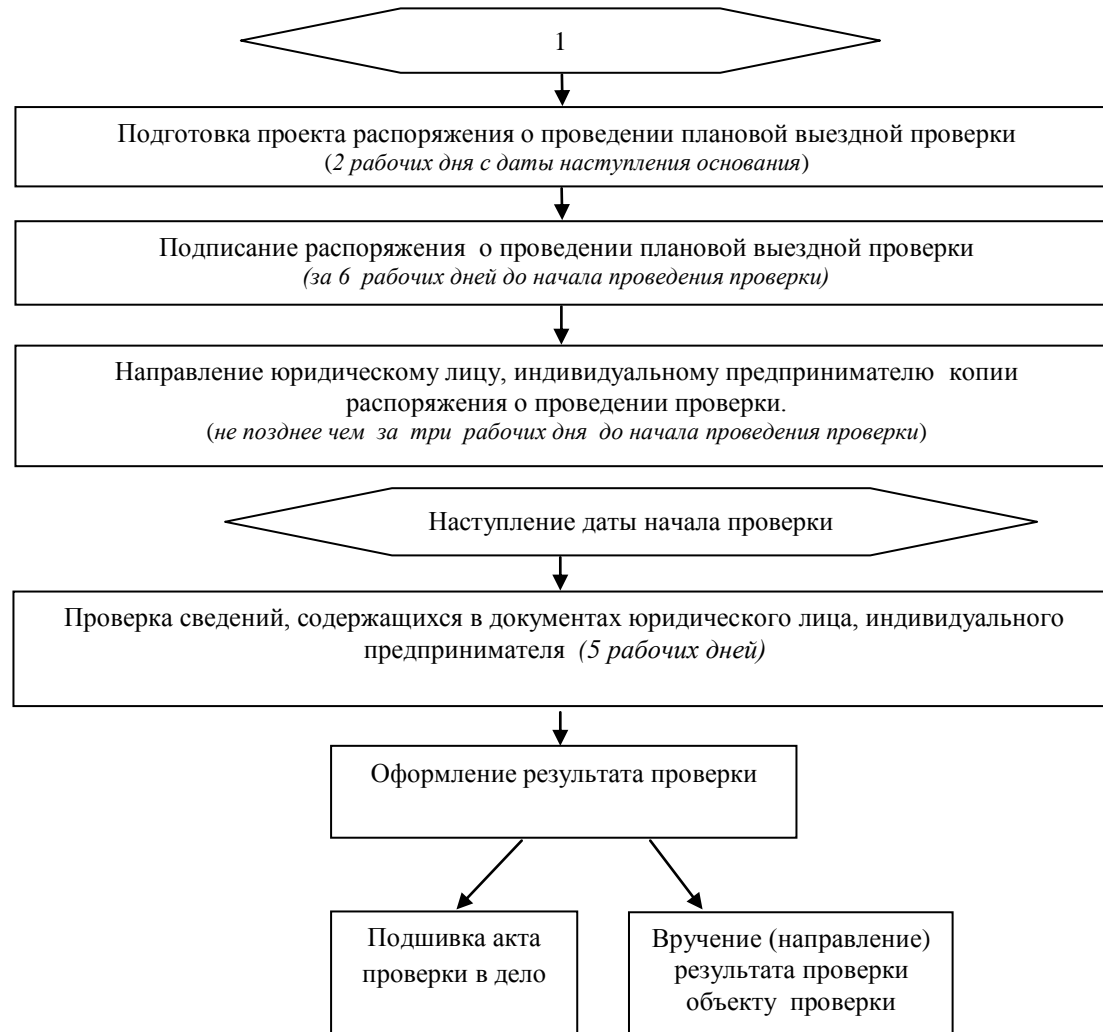 1
Подготовка проекта распоряжения о проведении плановой выездной проверки
(2 рабочих дня с даты наступления основания)
Подписание распоряжения о проведении плановой выездной проверки
(за 6 рабочих дней до начала проведения проверки)
Направление юридическому лицу, индивидуальному предпринимателю копии
распоряжения о проведении проверки.
(не позднее чем за три рабочих дня до начала проведения проверки)
Наступление даты начала проверки
Проверка сведений, содержащихся в документах юридического лица, индивидуального
предпринимателя (5 рабочих дней)
Оформление результата проверки
Подшивка акта
проверки в дело
Вручение (направление)
результата проверки
объекту проверки